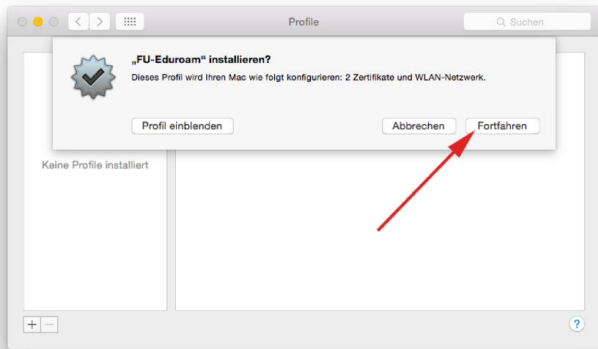 Profile
Suchen
„FU-Eduroam“ installieren?
Dieses Profil wird Ihren Mac wie folgt konfigurieren: 2 Zertifikate und WLAN-Netzwerk.
Profil einblenden
Abbrechen
Fortfahren
Keine Profile installiert
+
−
?